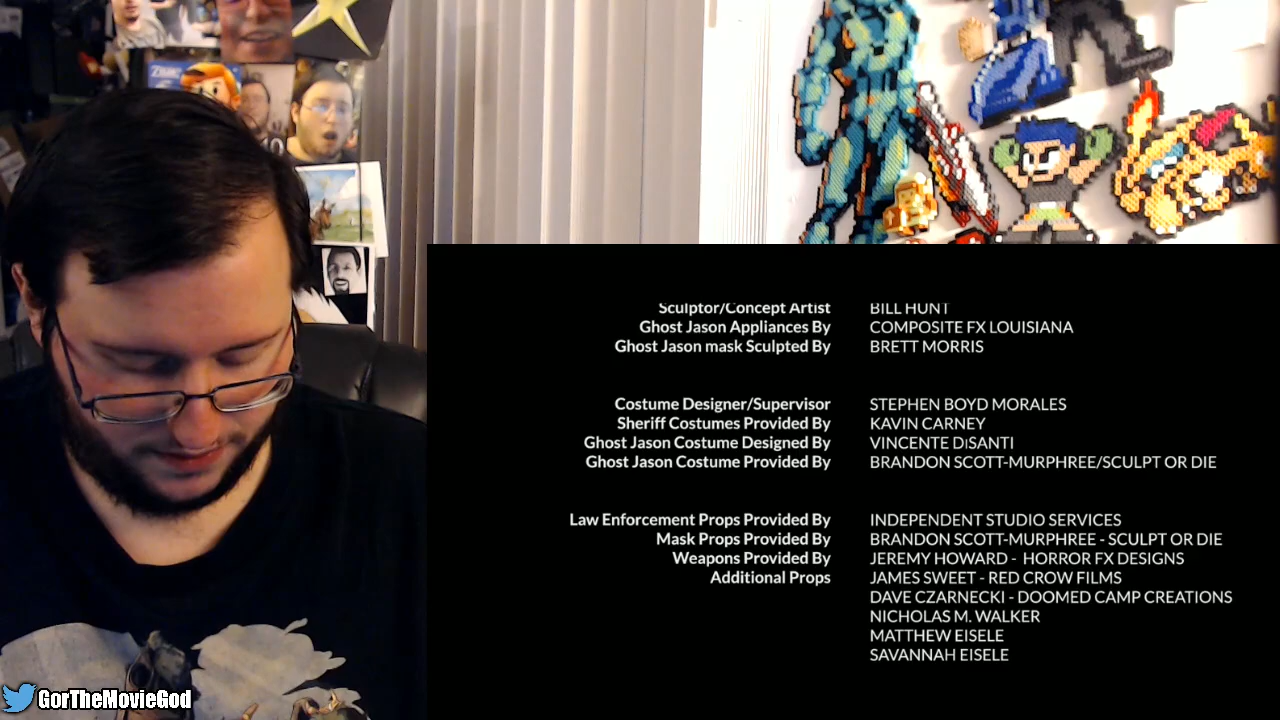 Sculptor/Concept Artist BILL HUNT
Ghost Jason Appliances By COMPOSITE FX LOUISIANA
Ghost Jason mask Sculpted By BRETT MORRIS
Costume Designer/Supervisor STEPHEN BOYD MORALES
Sheriff Costumes Provided By KAVIN CARNEY
Ghost Jason Costume Designed By VINCENTE DiSANTI
Ghost Jason Costume Provided By BRANDON SCOTT-MURPHREE/SCULPT OR DIE
Law Enforcement Props Provided By INDEPENDENT STUDIO SERVICES
Mask Props Provided By BRANDON SCOTT-MURPHREE - SCULPT OR DIE
Weapons Provided By JEREMY HOWARD - HORROR FX DESIGNS
Additional Props JAMES SWEET - RED CROW FILMS
DAVE CZARNECKI - DOOMED CAMP CREATIONS
NICHOLAS M. WALKER
MATTHEW EISELE
SAVANNAH EISELE
GorTheMovieGod